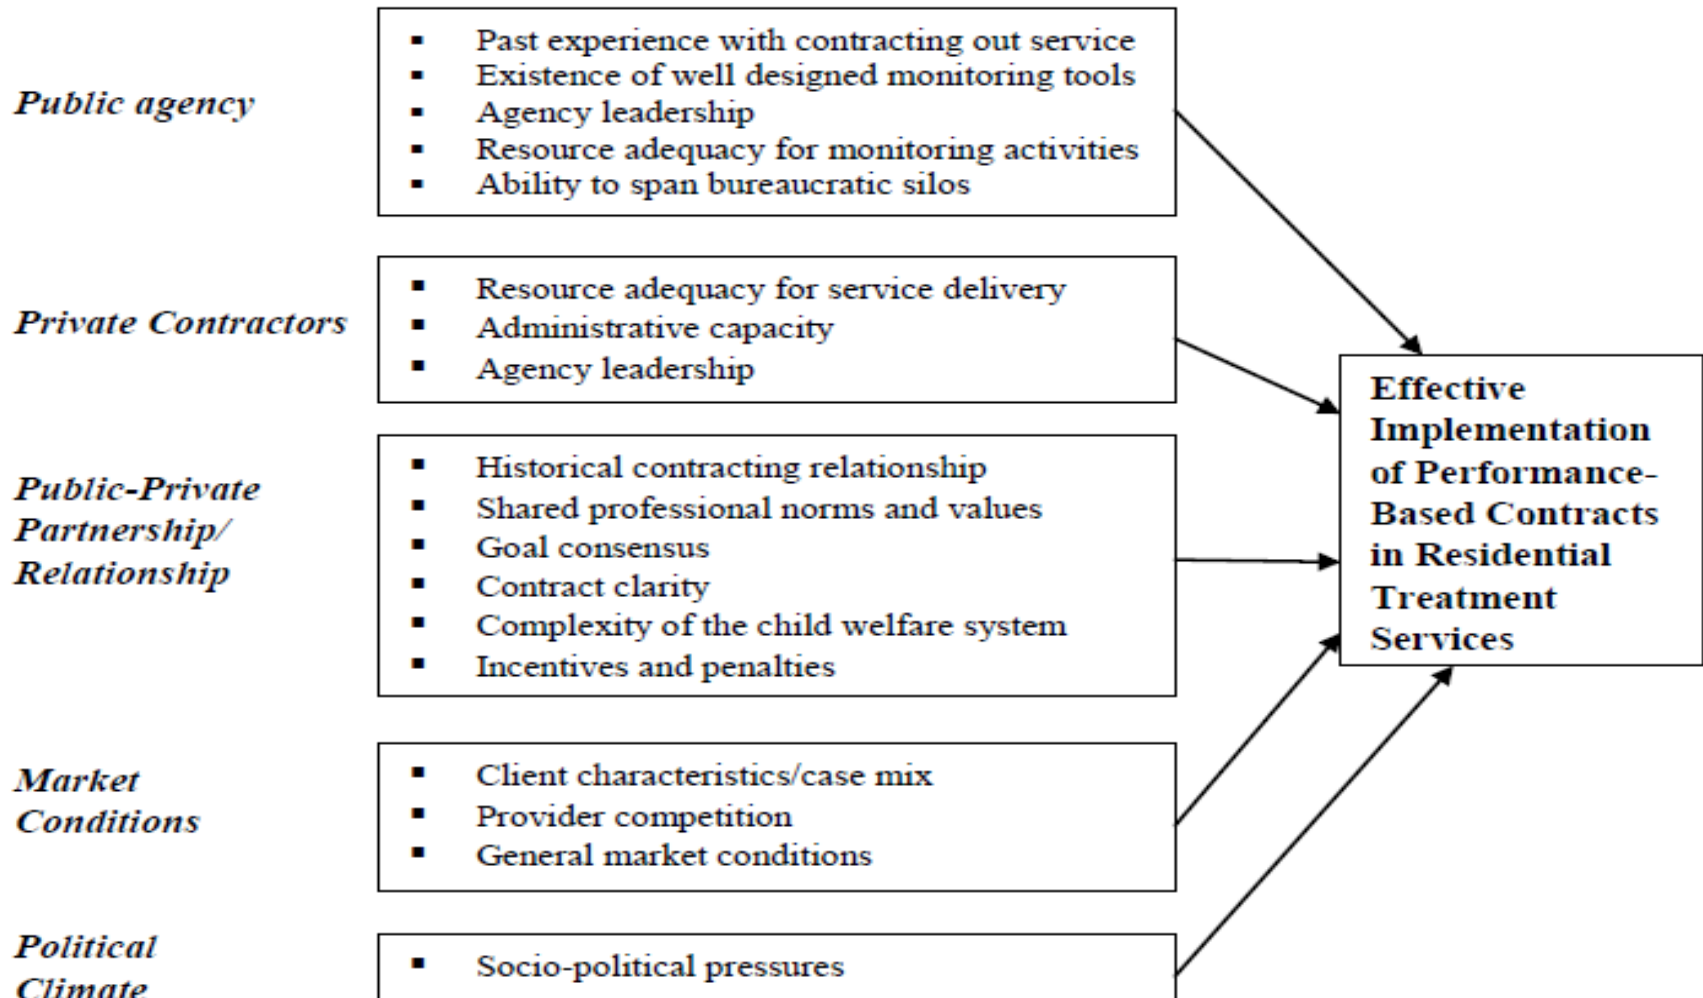 Public agency
▪ Past experience with contracting out service
▪ Existence of well designed monitoring tools
▪ Agency leadership
▪ Resource adequacy for monitoring activities
▪ Ability to span bureaucratic silos
Private Contractors
▪ Resource adequacy for service delivery
▪ Administrative capacity
▪ Agency leadership
Public-Private
Partnership/
Relationship
▪ Historical contracting relationship
▪ Shared professional norms and values
▪ Goal consensus
▪ Contract clarity
▪ Complexity of the child welfare system
▪ Incentives and penalties
Market
Conditions
▪ Client characteristics/case mix
▪ Provider competition
▪ General market conditions
Political
Climate
▪ Socio-political pressures
Effective
Implementation
of Performance-
Based Contracts
in Residential
Treatment
Services